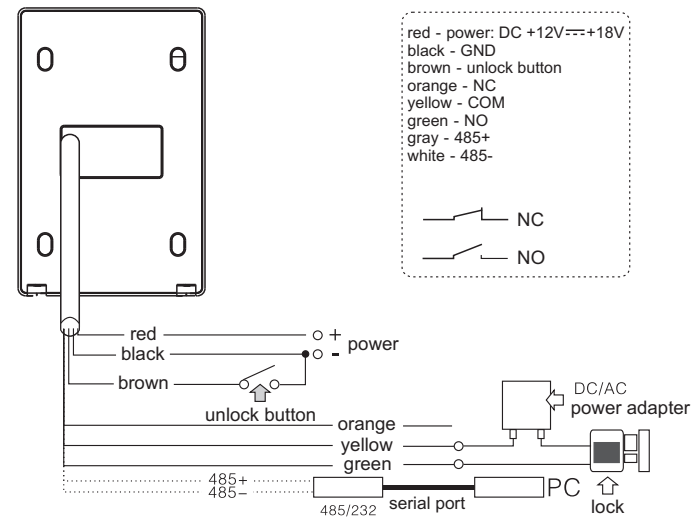 red - power: DC +12V⎓+18V
black - GND
brown - unlock button
orange - NC
yellow - COM
green - NO
gray - 485+
white - 485-
NC
NO
red
+
power
black
-
brown
unlock button
DC/AC
power adapter
orange
yellow
green
485+
485-
485/232
serial port
PC
lock